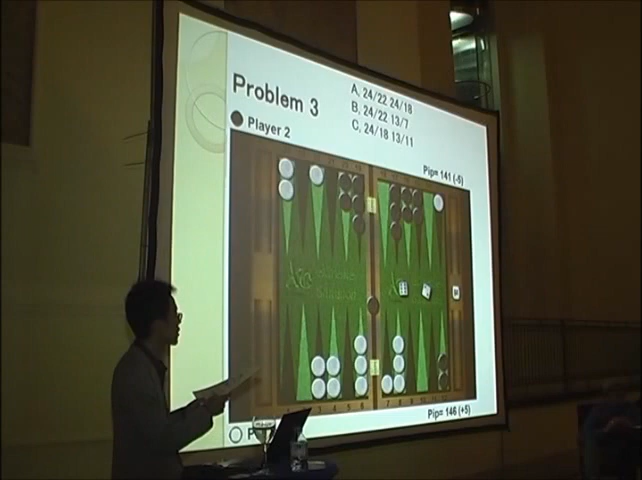 Problem 3
A, 24/22 24/18
B, 24/22 13/7
C, 24/18 13/11
Player 2
Pip= 141 (-5)
Pip= 146 (+5)